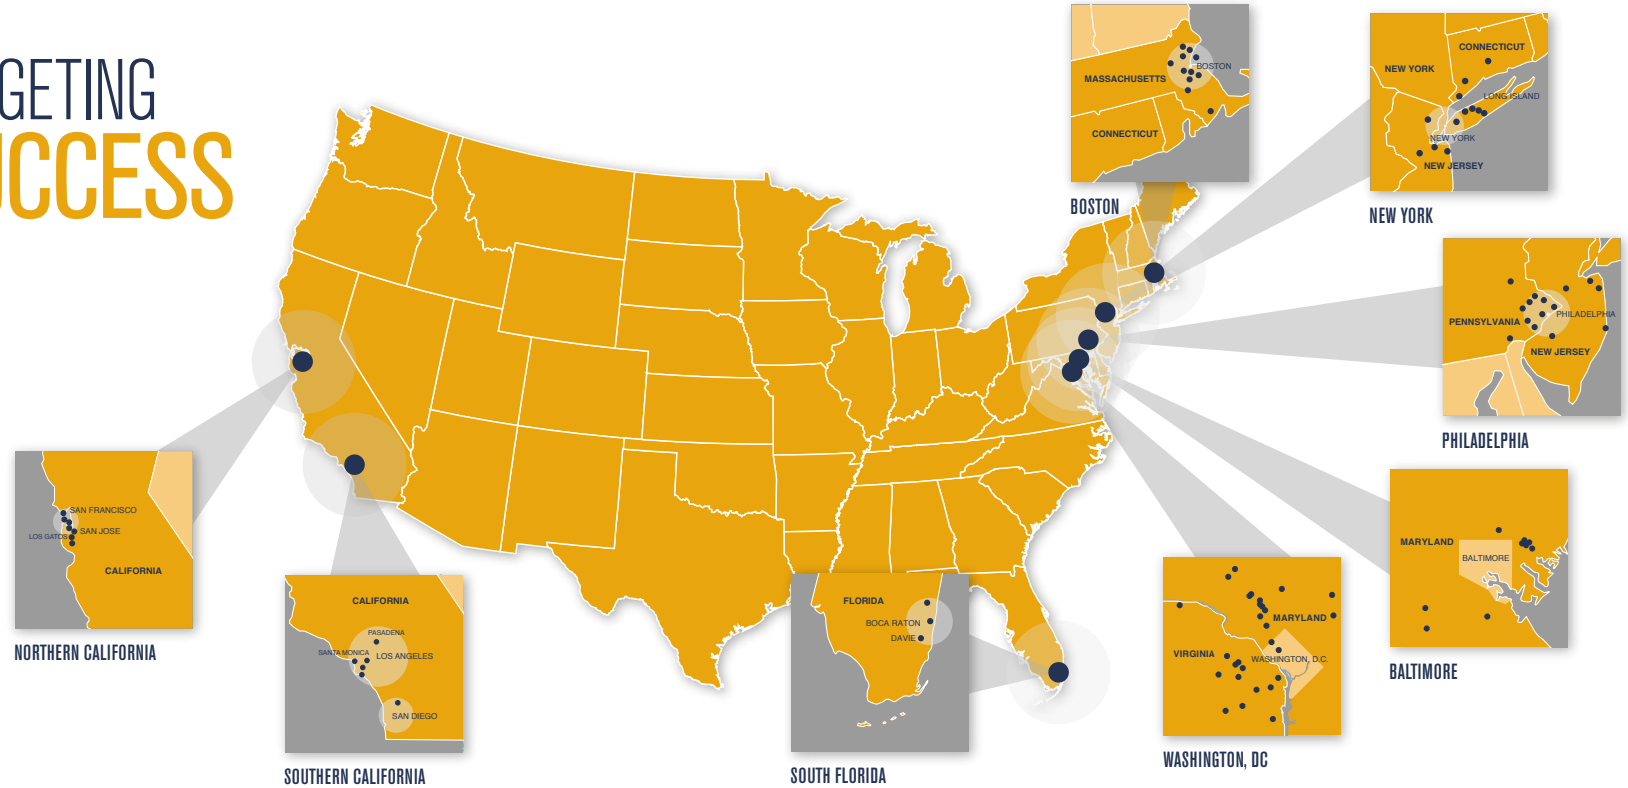 GETING
UCCESS
MASSACHUSETTS
BOSTON
CONNECTICUT
BOSTON
CONNECTICUT
NEW YORK
LONG ISLAND
NEW YORK
NEW JERSEY
NEW YORK
PENNSYLVANIA
PHILADELPHIA
NEW JERSEY
PHILADELPHIA
MARYLAND
BALTIMORE
BALTIMORE
SAN FRANCISCO
SAN JOSE
LOS GATOS
CALIFORNIA
NORTHERN CALIFORNIA
CALIFORNIA
PASADENA
SANTA MONICA
LOS ANGELES
SAN DIEGO
SOUTHERN CALIFORNIA
FLORIDA
BOCA RATON
DAVIE
SOUTH FLORIDA
MARYLAND
VIRGINIA
WASHINGTON, D.C.
WASHINGTON, DC